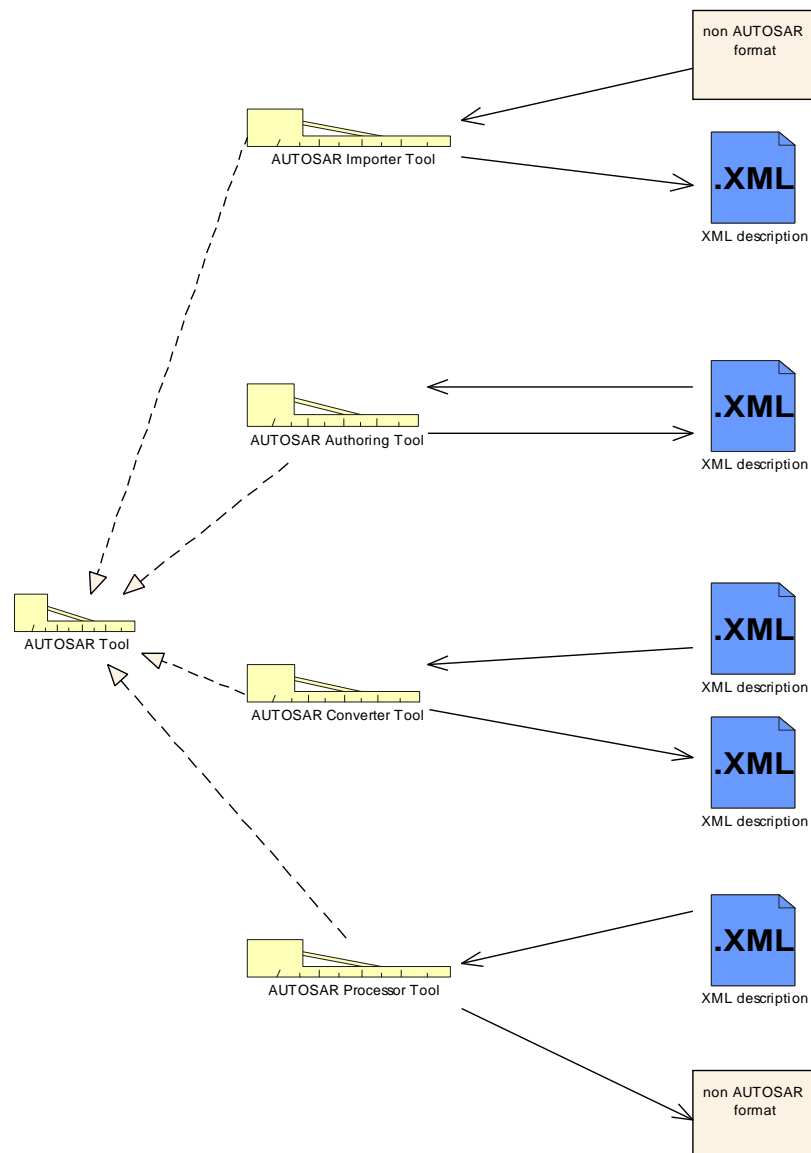 non AUTOSAR
format
AUTOSAR Importer Tool
.XML
XML description
.XML
AUTOSAR Authoring Tool
XML description
.XML
AUTOSAR Tool
XML description
AUTOSAR Converter Tool
.XML
XML description
.XML
AUTOSAR Processor Tool
XML description
non AUTOSAR
format